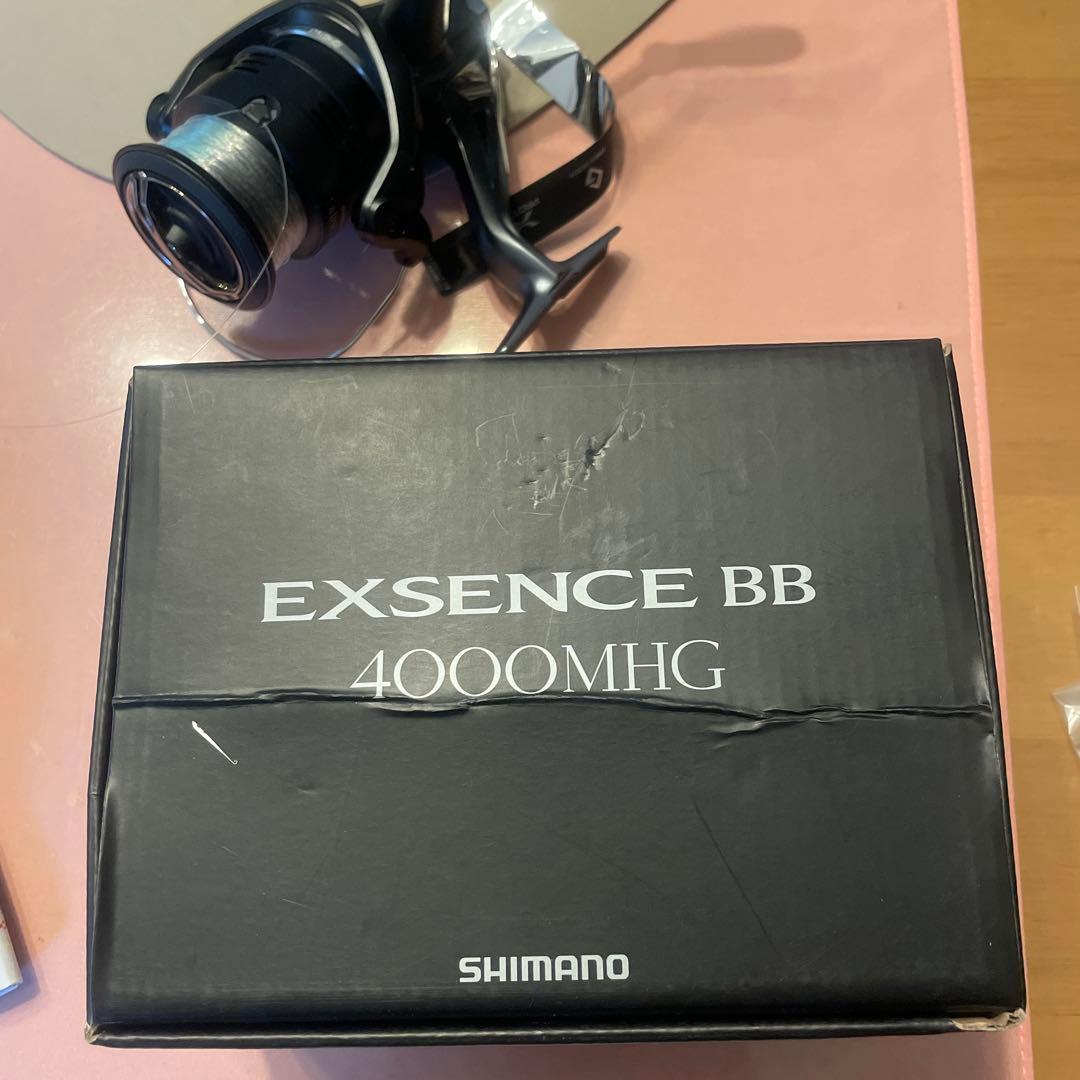 EXSENCE BB
4000MHG
SHIMANO